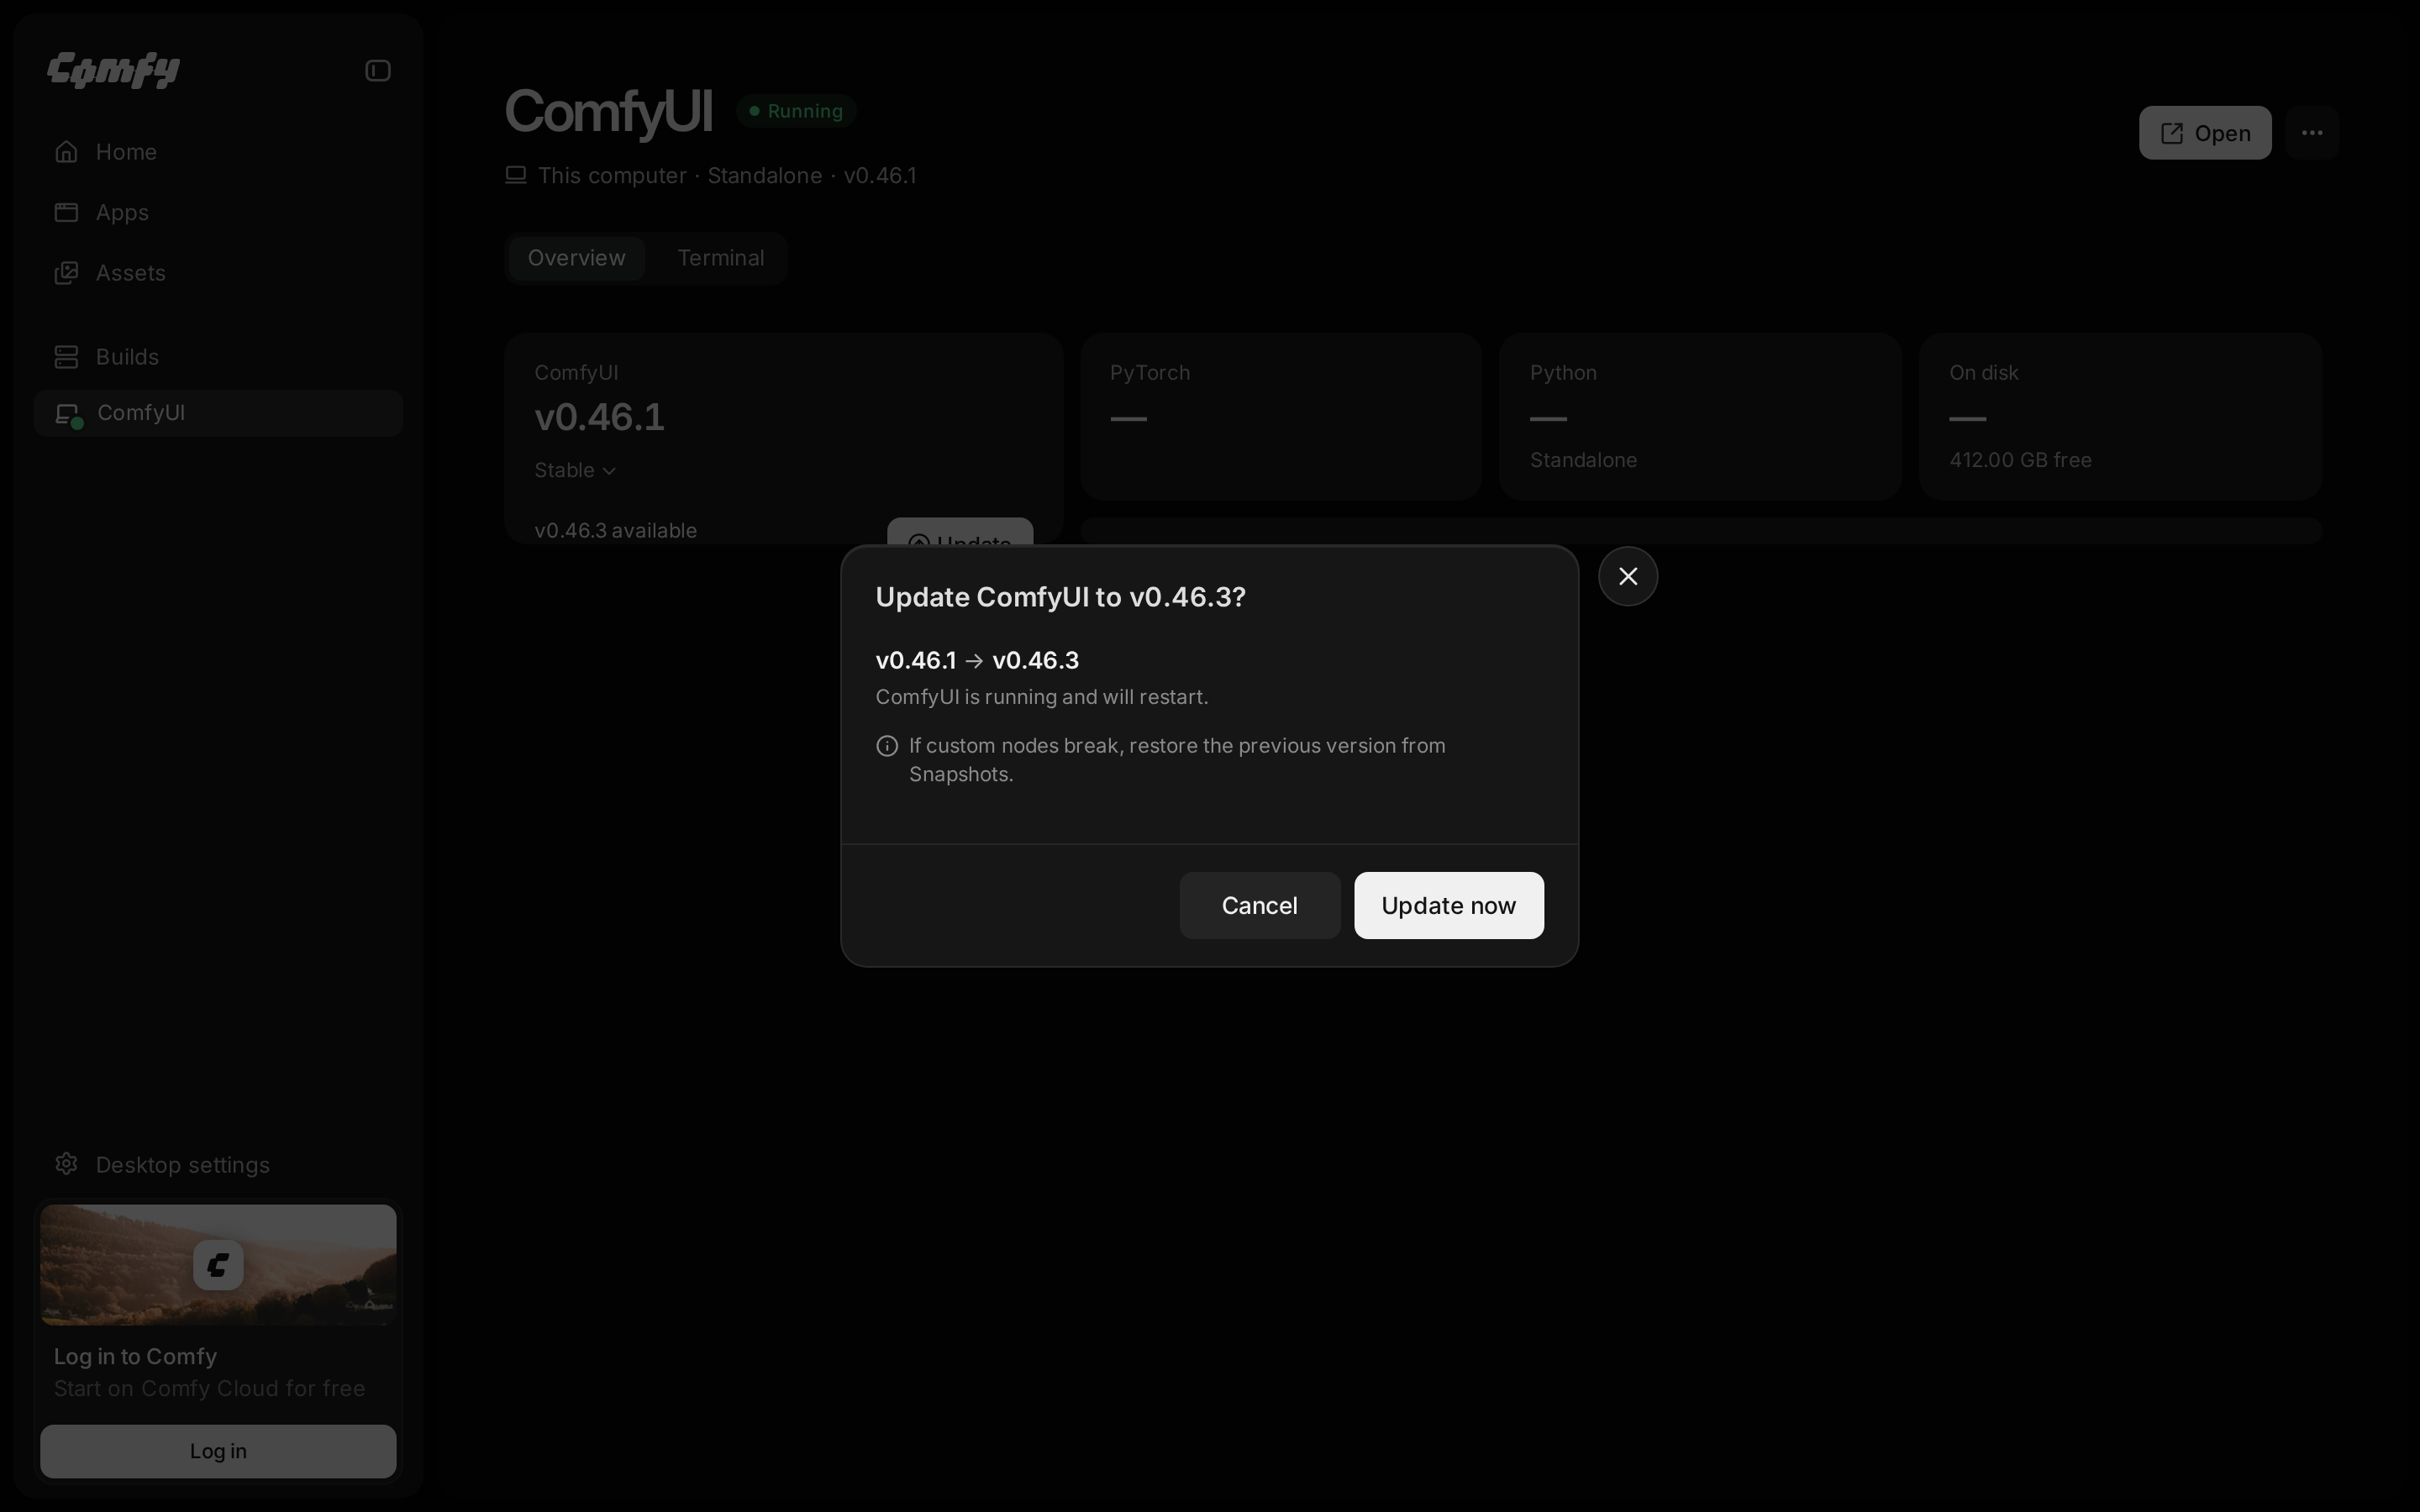 Comfy
Home
Apps
Assets
Builds
ComfyUI
Desktop settings
Log in to Comfy
Start on Comfy Cloud for free
Log in
ComfyUI
Running
Open
This computer · Standalone · v0.46.1
Overview
Terminal
ComfyUI
v0.46.1
Stable
v0.46.3 available
Update
PyTorch
—
Python
—
Standalone
On disk
—
412.00 GB free
Update ComfyUI to v0.46.3?
v0.46.1 → v0.46.3
ComfyUI is running and will restart.
If custom nodes break, restore the previous version from
Snapshots.
Cancel
Update now